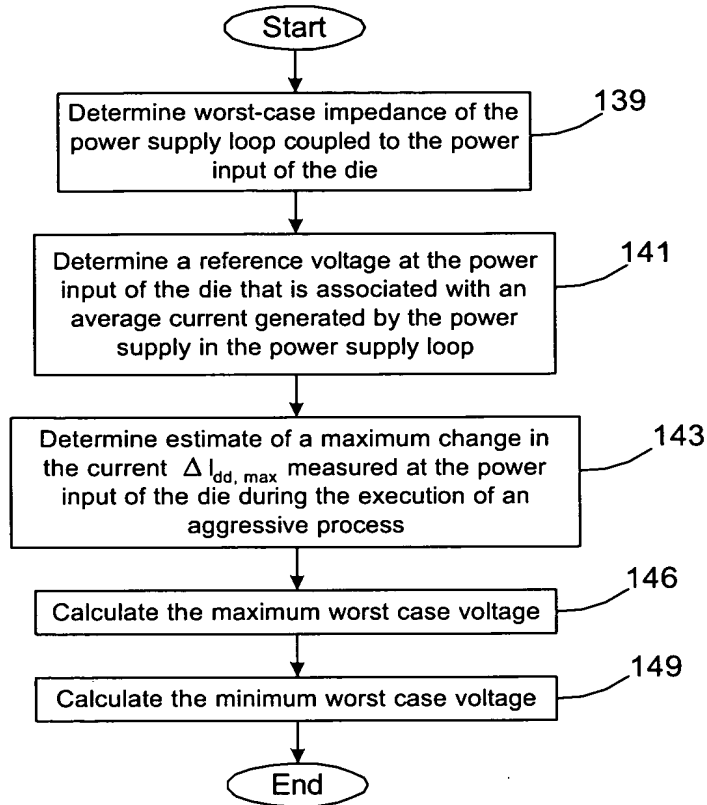 Start
Determine worst-case impedance of the
power supply loop coupled to the power
input of the die
139
Determine a reference voltage at the power
input of the die that is associated with an
average current generated by the power
supply in the power supply loop
141
Determine estimate of a maximum change in
the current Δ I_dd, max measured at the power
input of the die during the execution of an
aggressive process
143
Calculate the maximum worst case voltage
146
Calculate the minimum worst case voltage
149
End